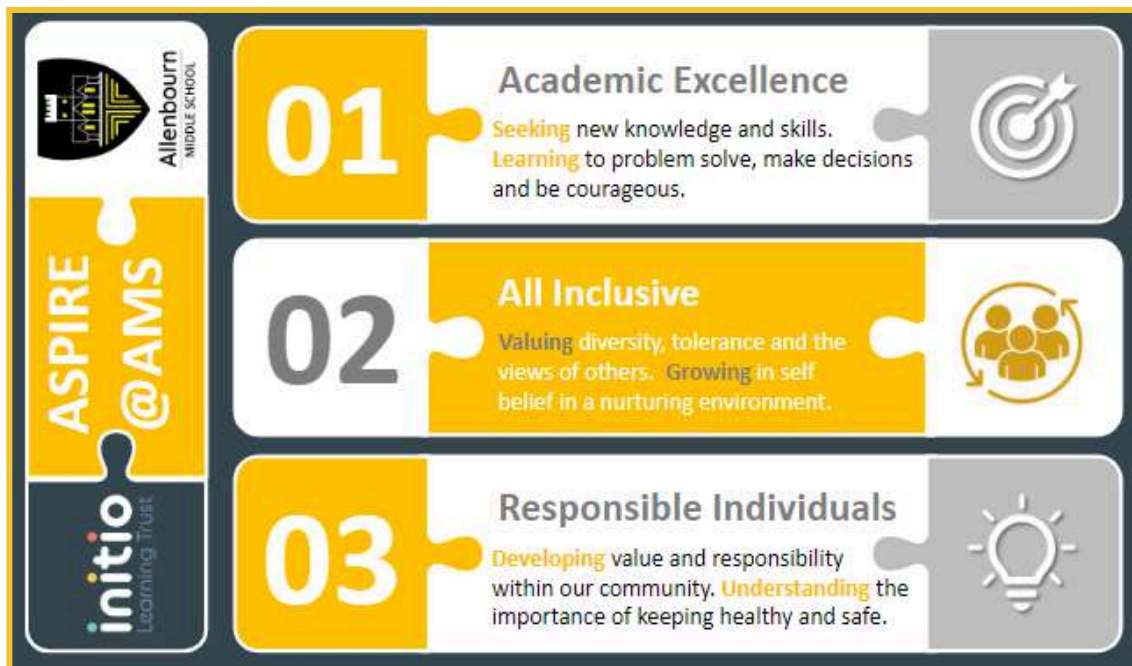 Allenbourn
MIDDLE SCHOOL
ASPIRE
@AMS
initio
Learning Trust
01
Academic Excellence
Seeking new knowledge and skills.
Learning to problem solve, make decisions
and be courageous.
02
All Inclusive
Valuing diversity, tolerance and the
views of others. Growing in self
belief in a nurturing environment.
03
Responsible Individuals
Developing value and responsibility
within our community. Understanding the
importance of keeping healthy and safe.